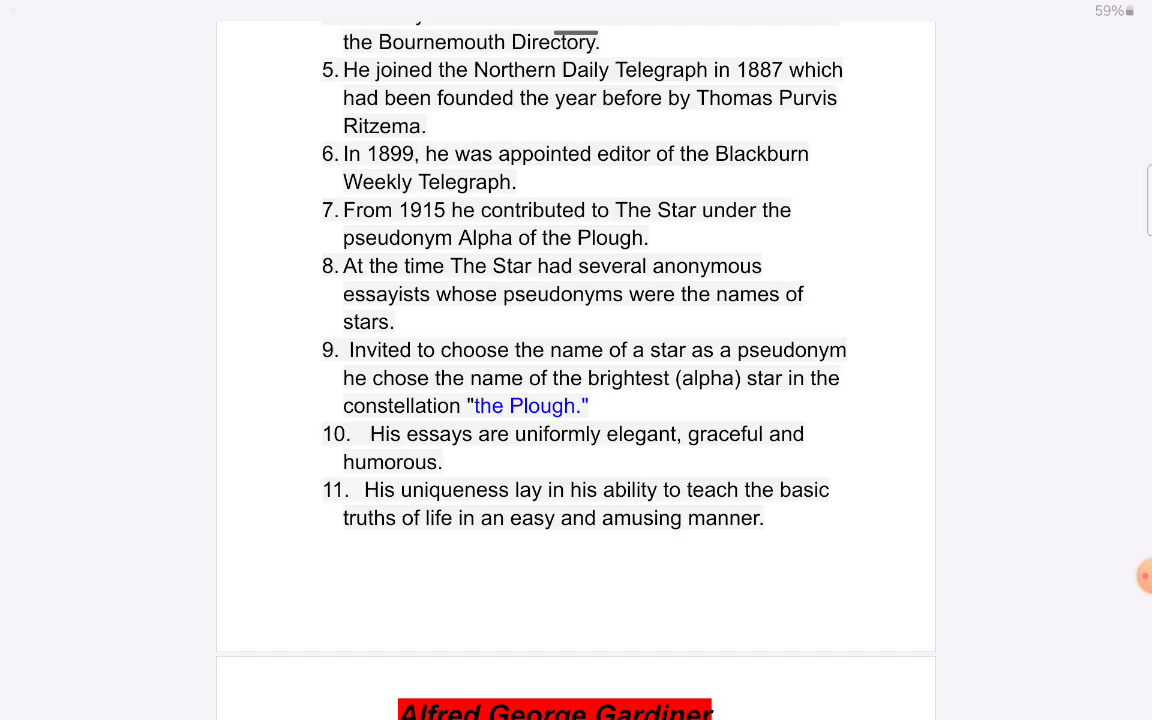 59%
the Bournemouth Directory.
5. He joined the Northern Daily Telegraph in 1887 which
had been founded the year before by Thomas Purvis
Ritzema.
6. In 1899, he was appointed editor of the Blackburn
Weekly Telegraph.
7. From 1915 he contributed to The Star under the
pseudonym Alpha of the Plough.
8. At the time The Star had several anonymous
essayists whose pseudonyms were the names of
stars.
9. Invited to choose the name of a star as a pseudonym
he chose the name of the brightest (alpha) star in the
constellation "the Plough."
10. His essays are uniformly elegant, graceful and
humorous.
11. His uniqueness lay in his ability to teach the basic
truths of life in an easy and amusing manner.
Alfred George Gardiner